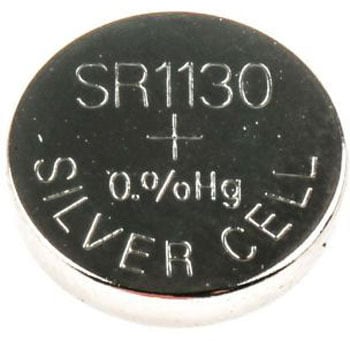 SR1130
+
0.%Hg
SILVER CELL